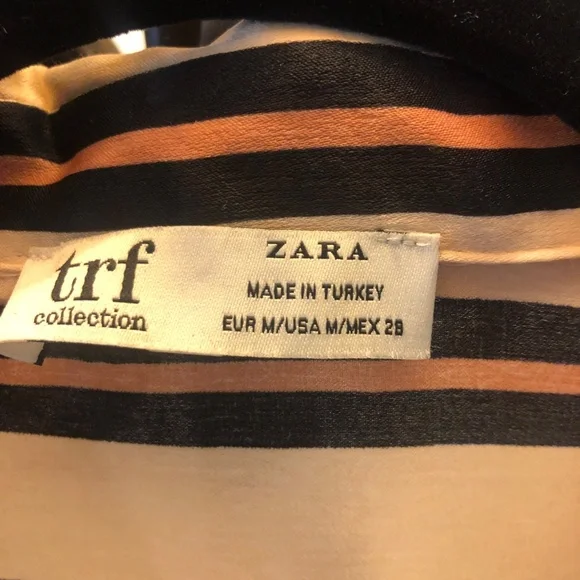 trf
collection
ZARA
MADE IN TURKEY
EUR M/USA M/MEX 28